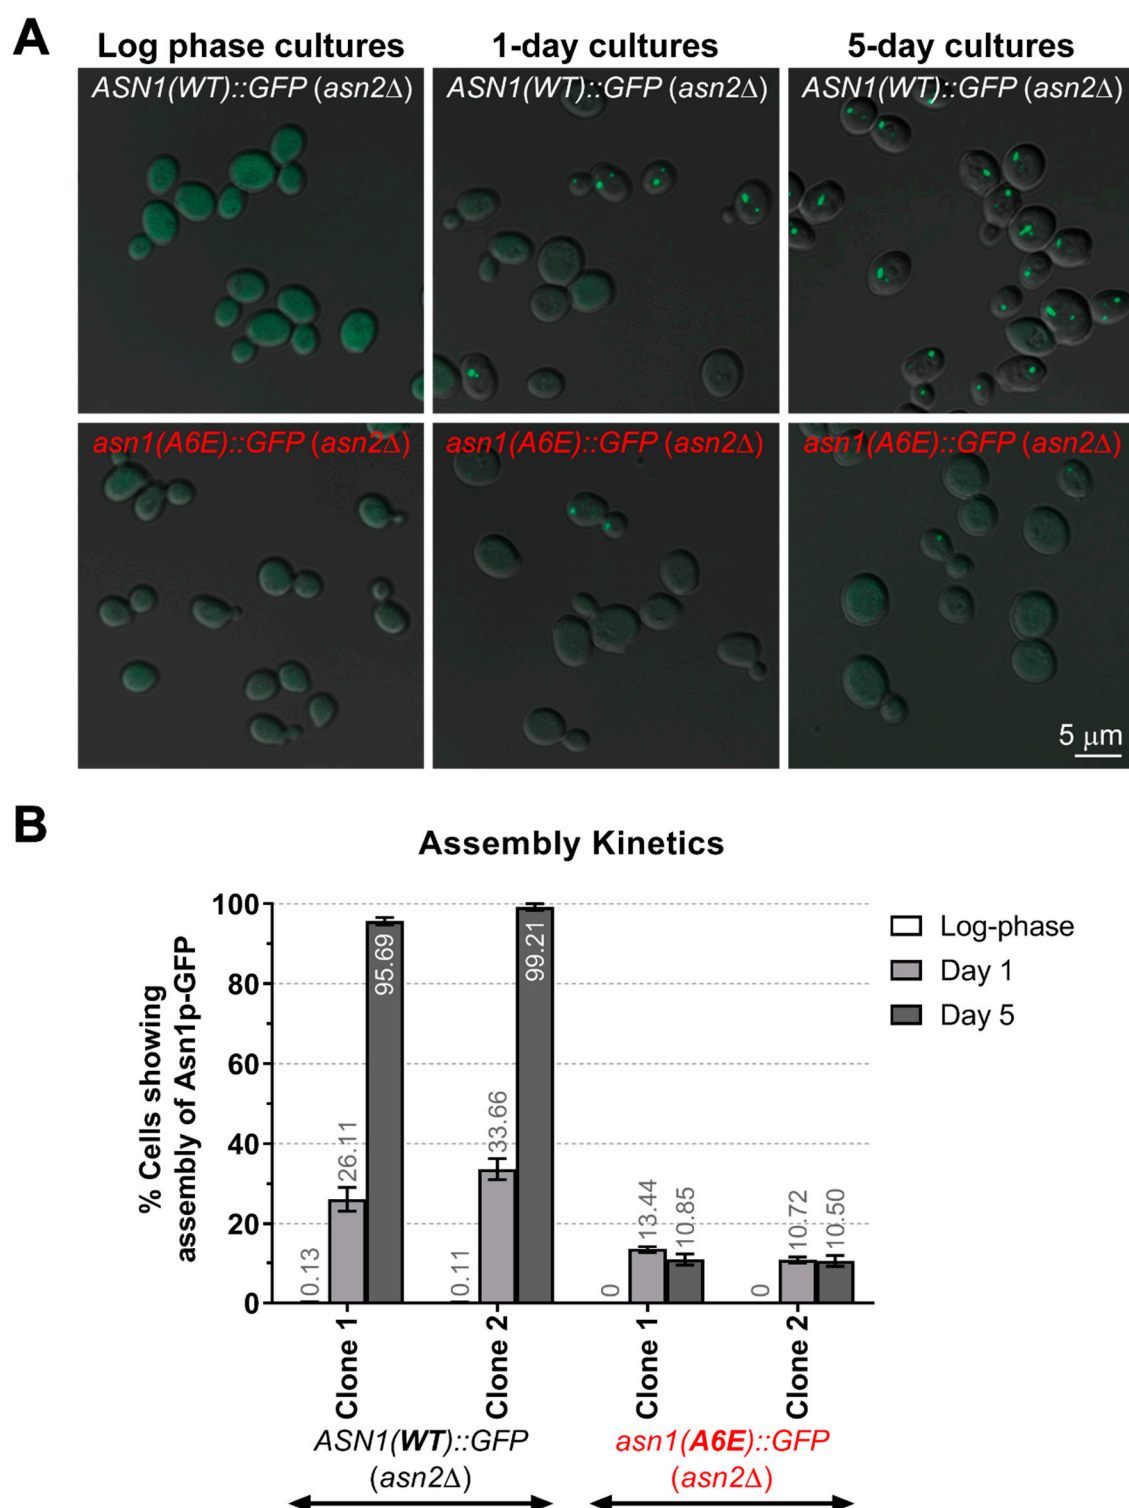 A
Log phase cultures
1-day cultures
5-day cultures
ASN1(WT)::GFP (asn2Δ)
ASN1(WT)::GFP (asn2Δ)
ASN1(WT)::GFP (asn2Δ)
asn1(A6E)::GFP (asn2Δ)
asn1(A6E)::GFP (asn2Δ)
asn1(A6E)::GFP (asn2Δ)
5 μm
B
Assembly Kinetics
% Cells showing
assembly of Asn1p-GFP
100
80
60
40
20
0
0.13
26.11
95.69
0.11
33.66
99.21
0
13.44
10.85
0
10.72
10.50
Log-phase
Day 1
Day 5
Clone 1
Clone 2
Clone 1
Clone 2
ASN1(WT)::GFP
(asn2Δ)
asn1(A6E)::GFP
(asn2Δ)